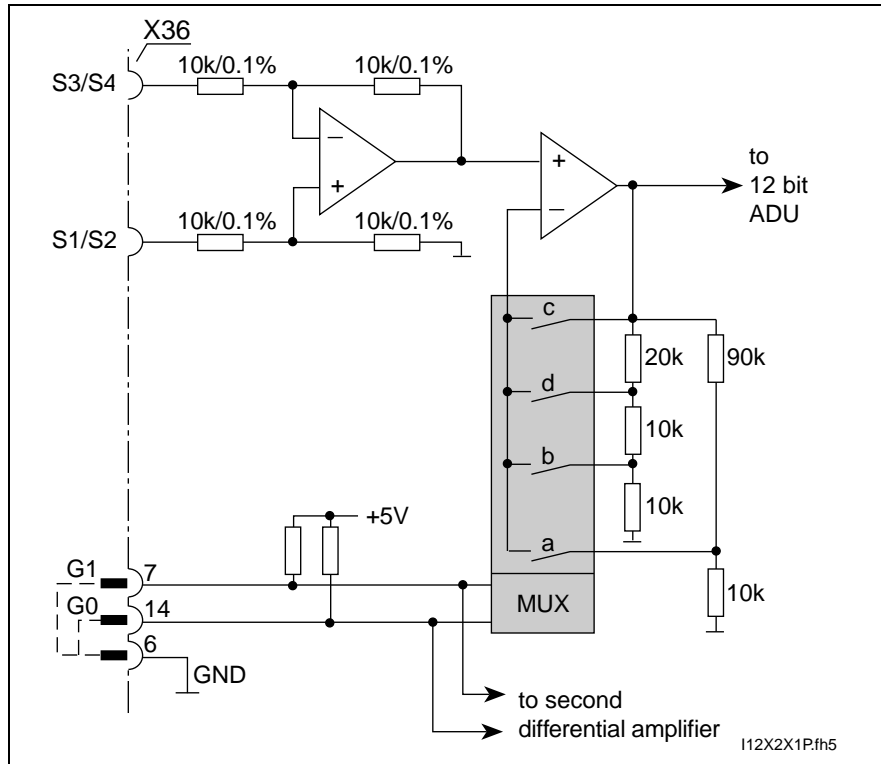 X36
10k/0.1% 10k/0.1%
S3/S4
−
+
+
−
to
12 bit
ADU
10k/0.1% 10k/0.1%
S1/S2
c
20k 90k
d
10k
b
10k
+5V
a
G1 7
10k
G0 14
MUX
6
GND
to second
differential amplifier
I12X2X1P.fh5